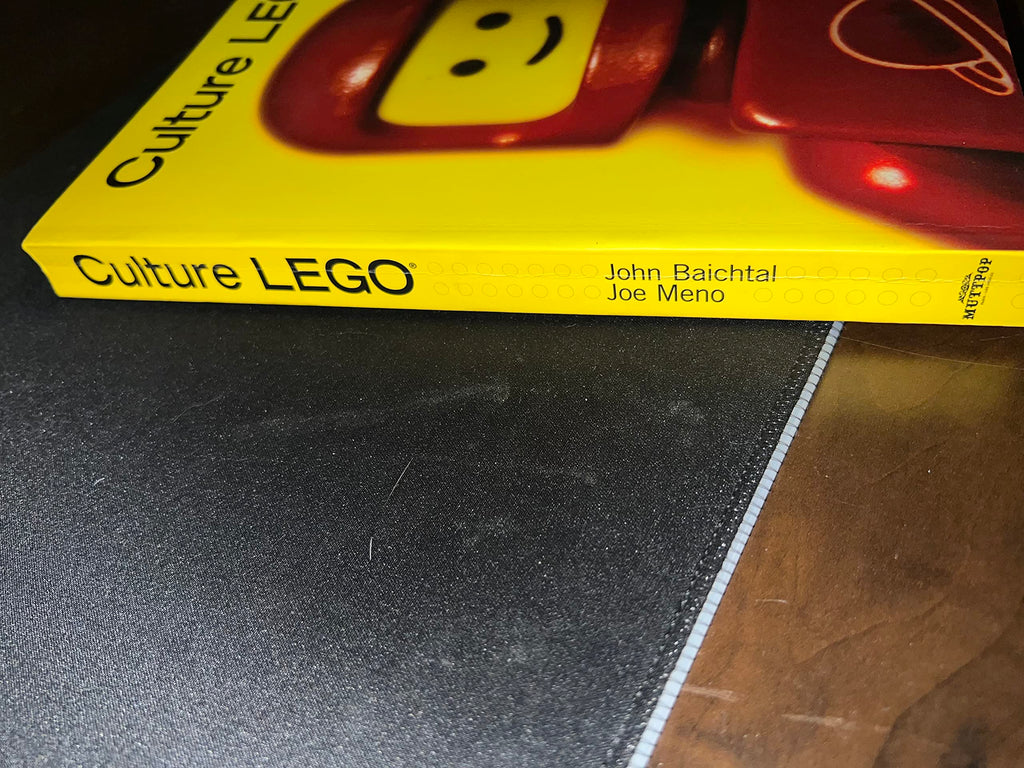 Culture LE
Culture LEGO®
John Baichtal
Joe Meno
MUTTPOP